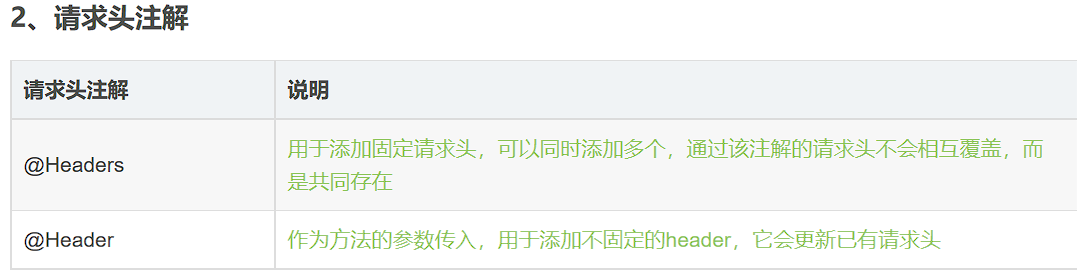 2、请求头注解
请求头注解 说明
@Headers 用于添加固定请求头，可以同时添加多个，通过该注解的请求头不会相互覆盖，而
是共同存在
@Header 作为方法的参数传入，用于添加不固定的header，它会更新已有请求头